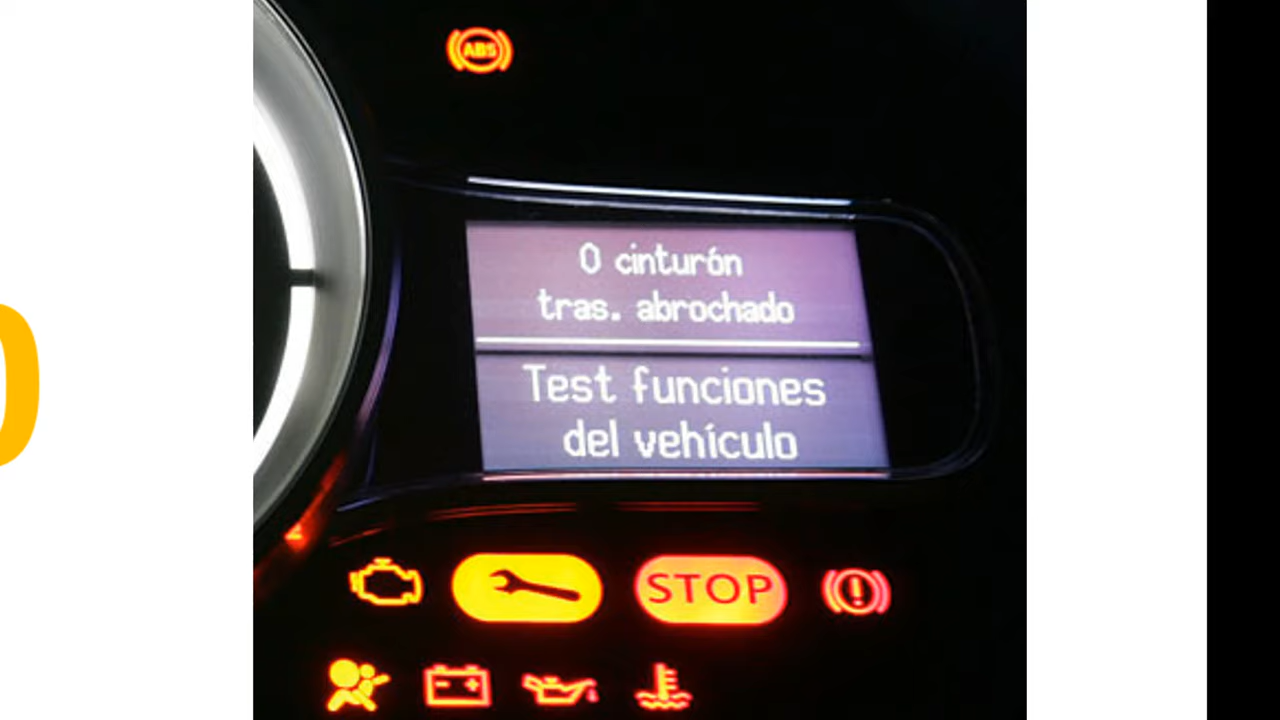 ABS
0 cinturón
tras. abrochado
Test funciones
del vehículo
STOP